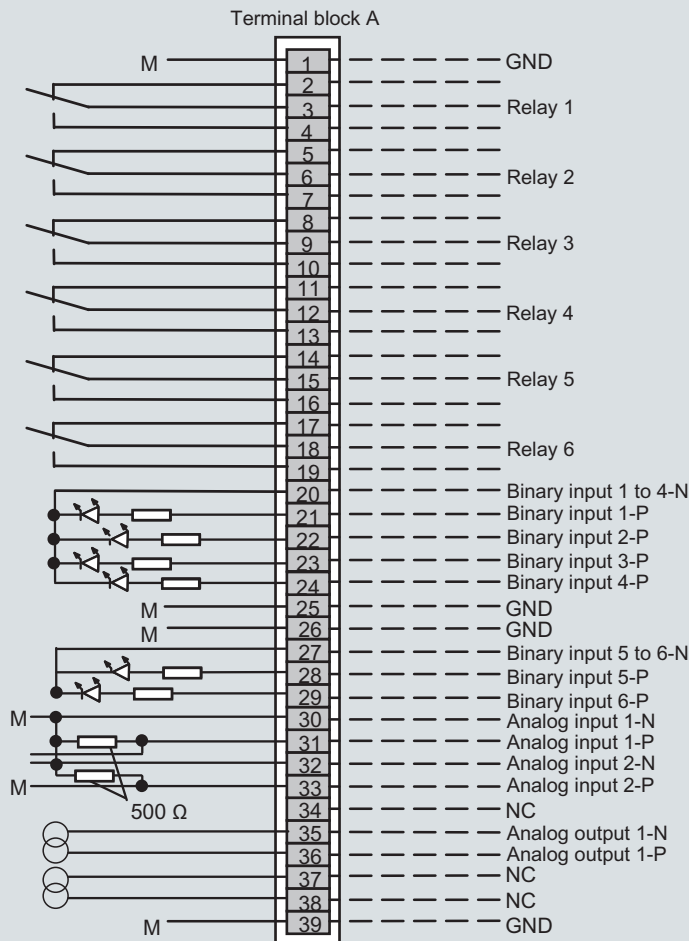 Terminal block A
M 1 GND
2
3 Relay 1
4
5
6 Relay 2
7
8
9 Relay 3
10
11
12 Relay 4
13
14
15 Relay 5
16
17
18 Relay 6
19
20 Binary input 1 to 4-N
21 Binary input 1-P
22 Binary input 2-P
23 Binary input 3-P
24 Binary input 4-P
M 25 GND
M 26 GND
27 Binary input 5 to 6-N
28 Binary input 5-P
29 Binary input 6-P
M 30 Analog input 1-N
31 Analog input 1-P
32 Analog input 2-N
M 33 Analog input 2-P
500 Ω 34 NC
35 Analog output 1-N
36 Analog output 1-P
37 NC
38 NC
M 39 GND